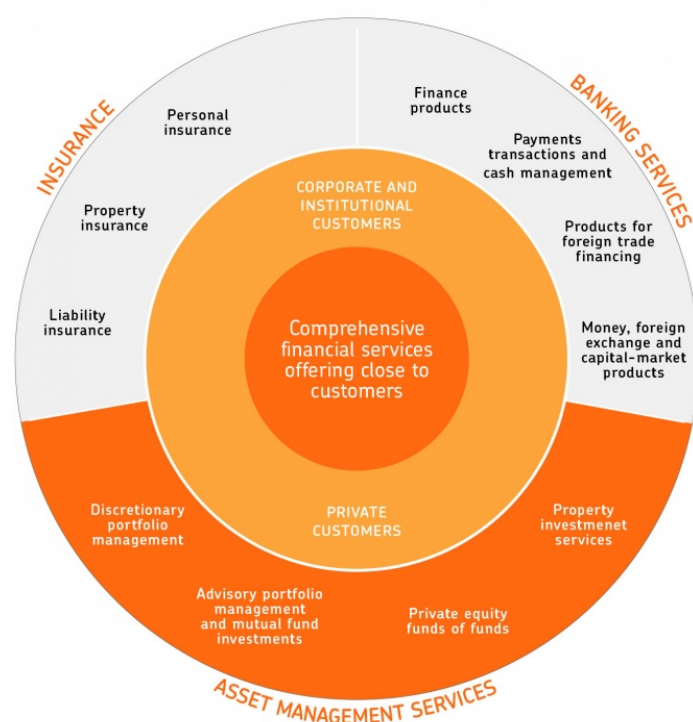 INSURANCE
Personal
insurance
Property
insurance
Liability
insurance
BANKING SERVICES
Finance
products
Payments
transactions and
cash management
Products for
foreign trade
financing
Money, foreign
exchange and
capital-market
products
CORPORATE AND
INSTITUTIONAL
CUSTOMERS
Comprehensive
financial services
offering close to
customers
PRIVATE
CUSTOMERS
Discretionary
portfolio
management
Advisory portfolio
management
and mutual fund
investments
Private equity
funds of funds
Property
investmenet
services
ASSET MANAGEMENT SERVICES